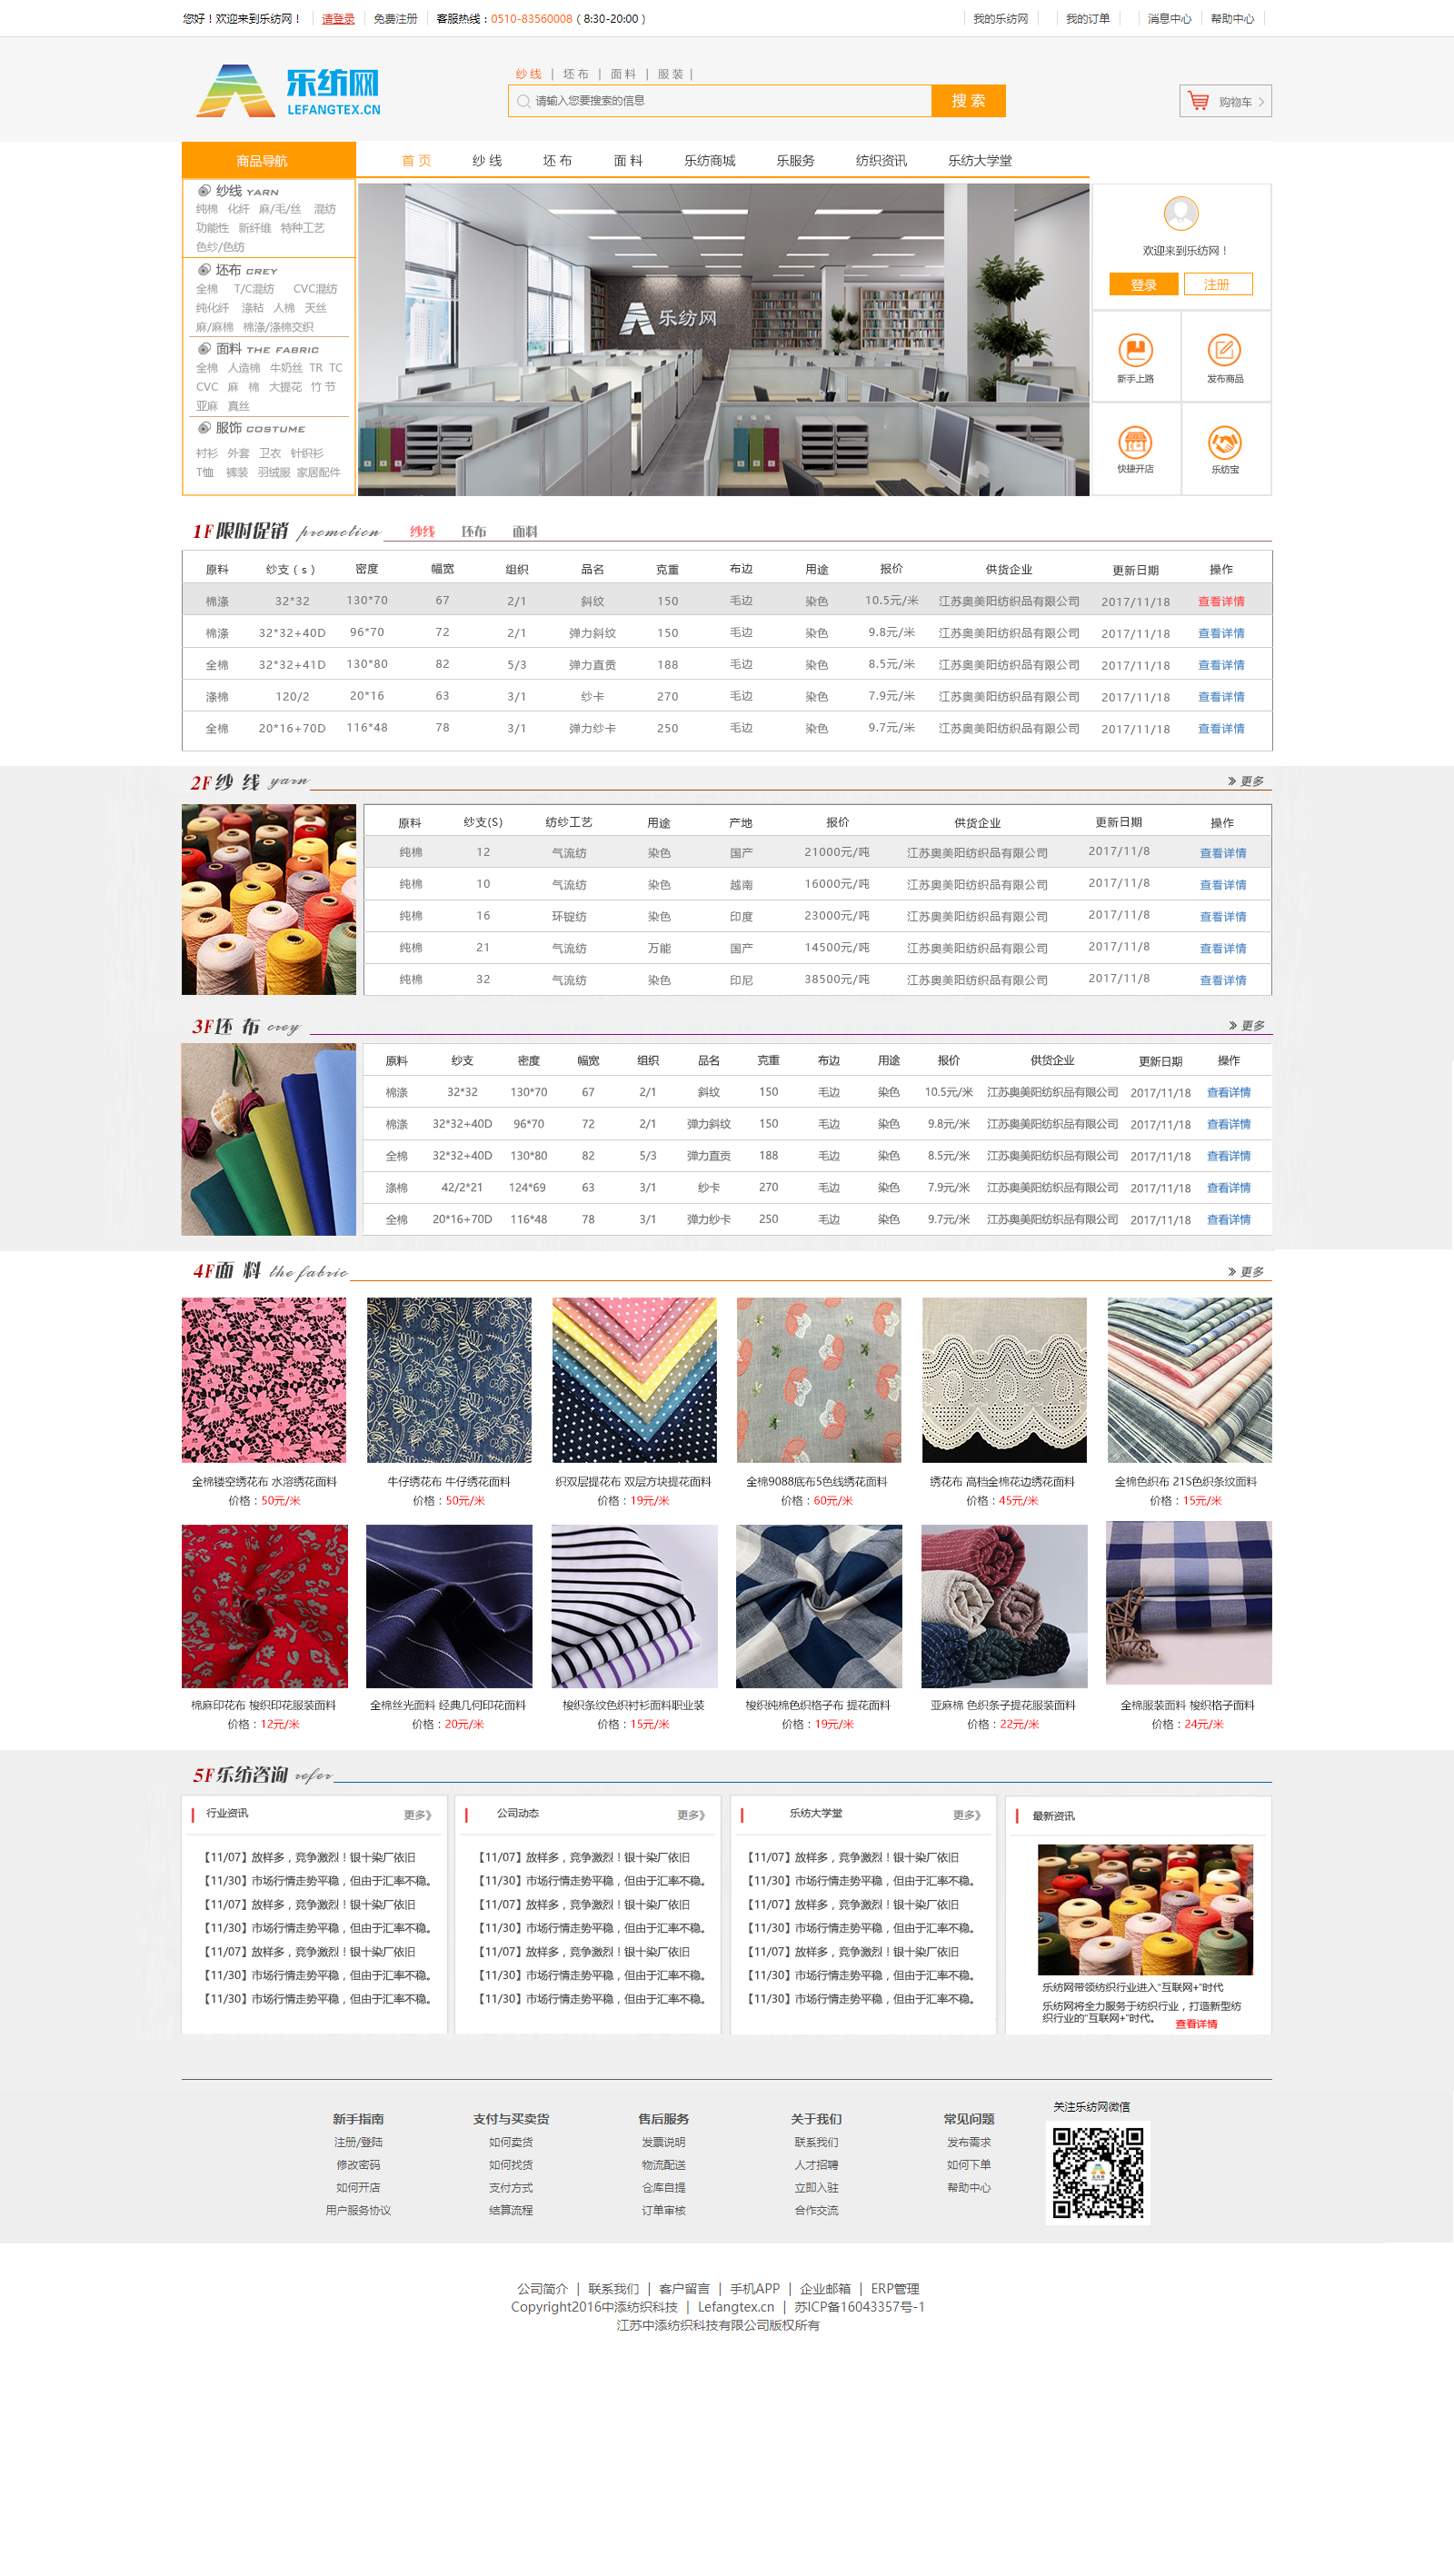 您好！欢迎来到乐纺网！ 请登录 免费注册 客服热线：0510-83560008（8:30-20:00） 我的乐纺网 我的订单 消息中心 帮助中心
乐纺网
LEFANGTEX.CN
纱线 | 坯布 | 面料 | 服装 |
请输入您要搜索的信息 搜 索
购物车
商品导航 首 页 纱 线 坯 布 面 料 乐纺商城 乐服务 纺织资讯 乐纺大学堂
纱线 YARN
纯棉 化纤 麻/毛/丝 混纺
功能性 新纤维 特种工艺
色纱/色纺
坯布 CREY
全棉 T/C混纺 CVC混纺
纯化纤 涤粘 人棉 天丝
麻/麻棉 棉涤/涤棉交织
面料 THE FABRIC
全棉 人造棉 牛奶丝 TR TC
CVC 麻 棉 大提花 竹 节
亚麻 真丝
服饰 COSTUME
衬衫 外套 卫衣 针织衫
T恤 裤装 羽绒服 家居配件
乐纺网
欢迎来到乐纺网！
登录 注册
新手上路 发布商品
快捷开店 乐纺宝
1F限时促销 promotion 纱线 坯布 面料
原料 纱支（s） 密度 幅宽 组织 品名 克重 布边 用途 报价 供货企业 更新日期 操作
棉涤 32*32 130*70 67 2/1 斜纹 150 毛边 染色 10.5元/米 江苏奥美阳纺织品有限公司 2017/11/18 查看详情
棉涤 32*32+40D 96*70 72 2/1 弹力斜纹 150 毛边 染色 9.8元/米 江苏奥美阳纺织品有限公司 2017/11/18 查看详情
全棉 32*32+41D 130*80 82 5/3 弹力直贡 188 毛边 染色 8.5元/米 江苏奥美阳纺织品有限公司 2017/11/18 查看详情
涤棉 120/2 20*16 63 3/1 纱卡 270 毛边 染色 7.9元/米 江苏奥美阳纺织品有限公司 2017/11/18 查看详情
全棉 20*16+70D 116*48 78 3/1 弹力纱卡 250 毛边 染色 9.7元/米 江苏奥美阳纺织品有限公司 2017/11/18 查看详情
2F纱 线 yarn 更多
原料 纱支(S) 纺纱工艺 用途 产地 报价 供货企业 更新日期 操作
纯棉 12 气流纺 染色 国产 21000元/吨 江苏奥美阳纺织品有限公司 2017/11/8 查看详情
纯棉 10 气流纺 染色 越南 16000元/吨 江苏奥美阳纺织品有限公司 2017/11/8 查看详情
纯棉 16 环锭纺 染色 印度 23000元/吨 江苏奥美阳纺织品有限公司 2017/11/8 查看详情
纯棉 21 气流纺 万能 国产 14500元/吨 江苏奥美阳纺织品有限公司 2017/11/8 查看详情
纯棉 32 气流纺 染色 印尼 38500元/吨 江苏奥美阳纺织品有限公司 2017/11/8 查看详情
3F坯 布 crey 更多
原料 纱支 密度 幅宽 组织 品名 克重 布边 用途 报价 供货企业 更新日期 操作
棉涤 32*32 130*70 67 2/1 斜纹 150 毛边 染色 10.5元/米 江苏奥美阳纺织品有限公司 2017/11/18 查看详情
棉涤 32*32+40D 96*70 72 2/1 弹力斜纹 150 毛边 染色 9.8元/米 江苏奥美阳纺织品有限公司 2017/11/18 查看详情
全棉 32*32+40D 130*80 82 5/3 弹力直贡 188 毛边 染色 8.5元/米 江苏奥美阳纺织品有限公司 2017/11/18 查看详情
涤棉 42/2*21 124*69 63 3/1 纱卡 270 毛边 染色 7.9元/米 江苏奥美阳纺织品有限公司 2017/11/18 查看详情
全棉 20*16+70D 116*48 78 3/1 弹力纱卡 250 毛边 染色 9.7元/米 江苏奥美阳纺织品有限公司 2017/11/18 查看详情
4F面 料 the fabric 更多
全棉镂空绣花布 水溶绣花面料 牛仔绣花布 牛仔绣花面料 织双层提花布 双层方块提花面料 全棉9088底布5色线绣花面料 绣花布 高档全棉花边绣花面料 全棉色织布 21S色织条纹面料
价格：50元/米 价格：50元/米 价格：19元/米 价格：60元/米 价格：45元/米 价格：15元/米
棉麻印花布 梭织印花服装面料 全棉丝光面料 经典几何印花面料 梭织条纹色织衬衫面料职业装 梭织纯棉色织格子布 提花面料 亚麻棉 色织条子提花服装面料 全棉服装面料 梭织格子面料
价格：12元/米 价格：20元/米 价格：15元/米 价格：19元/米 价格：22元/米 价格：24元/米
5F乐纺咨询 refer
行业资讯 更多》 公司动态 更多》 乐纺大学堂 更多》 最新资讯
【11/07】放样多，竞争激烈！银十染厂依旧 【11/07】放样多，竞争激烈！银十染厂依旧 【11/07】放样多，竞争激烈！银十染厂依旧
【11/30】市场行情走势平稳，但由于汇率不稳。 【11/30】市场行情走势平稳，但由于汇率不稳。 【11/30】市场行情走势平稳，但由于汇率不稳。
【11/07】放样多，竞争激烈！银十染厂依旧 【11/07】放样多，竞争激烈！银十染厂依旧 【11/07】放样多，竞争激烈！银十染厂依旧
【11/30】市场行情走势平稳，但由于汇率不稳。 【11/30】市场行情走势平稳，但由于汇率不稳。 【11/30】市场行情走势平稳，但由于汇率不稳。
【11/07】放样多，竞争激烈！银十染厂依旧 【11/07】放样多，竞争激烈！银十染厂依旧 【11/07】放样多，竞争激烈！银十染厂依旧
【11/30】市场行情走势平稳，但由于汇率不稳。 【11/30】市场行情走势平稳，但由于汇率不稳。 【11/30】市场行情走势平稳，但由于汇率不稳。
【11/30】市场行情走势平稳，但由于汇率不稳。 【11/30】市场行情走势平稳，但由于汇率不稳。 【11/30】市场行情走势平稳，但由于汇率不稳。
乐纺网带领纺织行业进入“互联网+”时代
乐纺网将全力服务于纺织行业，打造新型纺
织行业的“互联网+”时代。 查看详情
新手指南 支付与买卖货 售后服务 关于我们 常见问题 关注乐纺网微信
注册/登陆 如何卖货 发票说明 联系我们 发布需求
修改密码 如何找货 物流配送 人才招聘 如何下单
如何开店 支付方式 仓库自提 立即入驻 帮助中心
用户服务协议 结算流程 订单审核 合作交流
公司简介 | 联系我们 | 客户留言 | 手机APP | 企业邮箱 | ERP管理
Copyright2016中添纺织科技 | Lefangtex.cn | 苏ICP备16043357号-1
江苏中添纺织科技有限公司版权所有